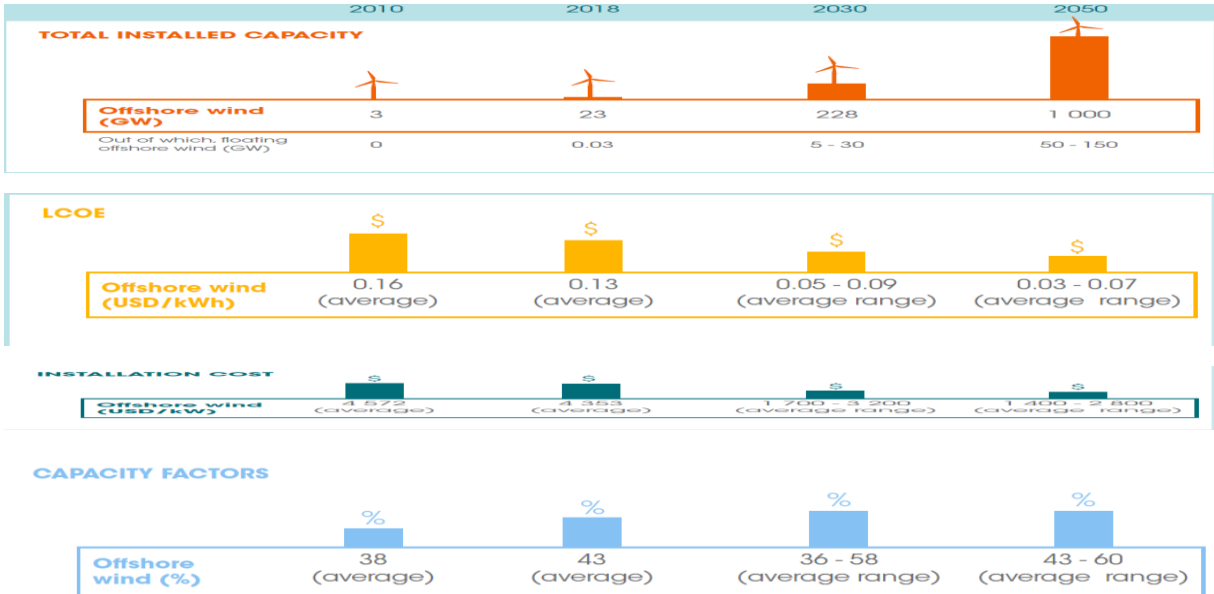 2010 2018 2030 2050
TOTAL INSTALLED CAPACITY
Offshore wind
(GW)
3 23 228 1 000
Out of which, floating
offshore wind (GW)
0 0.03 5 - 30 50 - 150
LCOE
$ $ $ $
Offshore wind
(USD/kWh)
0.16 0.13 0.05 - 0.09 0.03 - 0.07
(average) (average) (average range) (average range)
INSTALLATION COST
$ $ $ $
Offshore wind
(USD/kW)
4 572 4 353 1 700 - 3 200 1 400 - 2 800
(average) (average) (average range) (average range)
CAPACITY FACTORS
% % % %
Offshore
wind (%)
38 43 36 - 58 43 - 60
(average) (average) (average range) (average range)